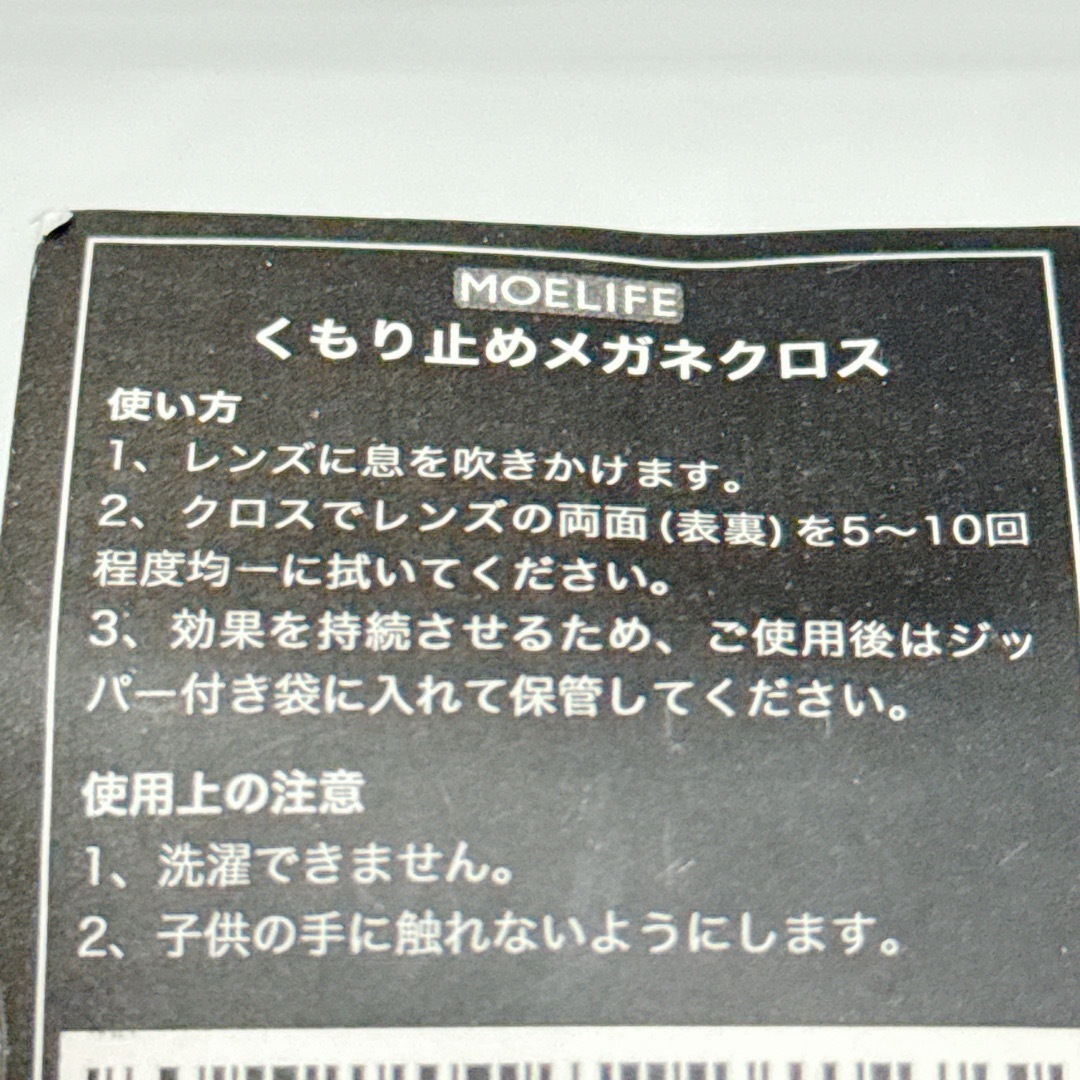 MOELIFE
くもり止めメガネクロス
使い方
1、レンズに息を吹きかけます。
2、クロスでレンズの両面(表裏)を5〜10回
程度均一に拭いてください。
3、効果を持続させるため、ご使用後はジッ
パー付き袋に入れて保管してください。
使用上の注意
1、洗濯できません。
2、子供の手に触れないようにします。